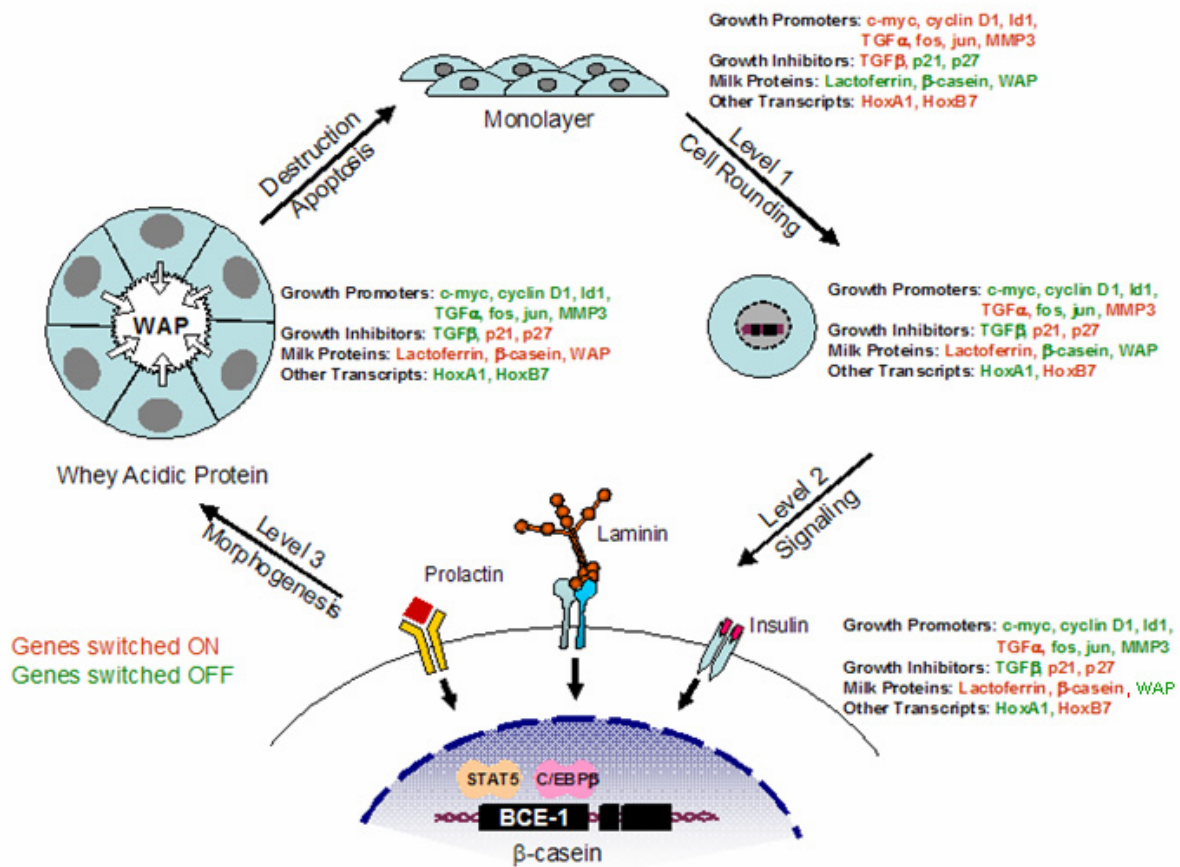 Growth Promoters: c-myc, cyclin D1, Id1,
TGFα, fos, jun, MMP3
Growth Inhibitors: TGFβ, p21, p27
Milk Proteins: Lactoferrin, β-casein, WAP
Other Transcripts: HoxA1, HoxB7
Monolayer
Destruction
Apoptosis
Level 1
Cell Rounding
WAP
Growth Promoters: c-myc, cyclin D1, Id1,
TGFα, fos, jun, MMP3
Growth Inhibitors: TGFβ, p21, p27
Milk Proteins: Lactoferrin, β-casein, WAP
Other Transcripts: HoxA1, HoxB7
Growth Promoters: c-myc, cyclin D1, Id1,
TGFα, fos, jun, MMP3
Growth Inhibitors: TGFβ, p21, p27
Milk Proteins: Lactoferrin, β-casein, WAP
Other Transcripts: HoxA1, HoxB7
Whey Acidic Protein
Level 2
Signaling
Level 3
Morphogenesis
Laminin
Prolactin
Insulin
Genes switched ON
Genes switched OFF
Growth Promoters: c-myc, cyclin D1, Id1,
TGFα, fos, jun, MMP3
Growth Inhibitors: TGFβ, p21, p27
Milk Proteins: Lactoferrin, β-casein, WAP
Other Transcripts: HoxA1, HoxB7
STAT5
C/EBPβ
BCE-1
β-casein